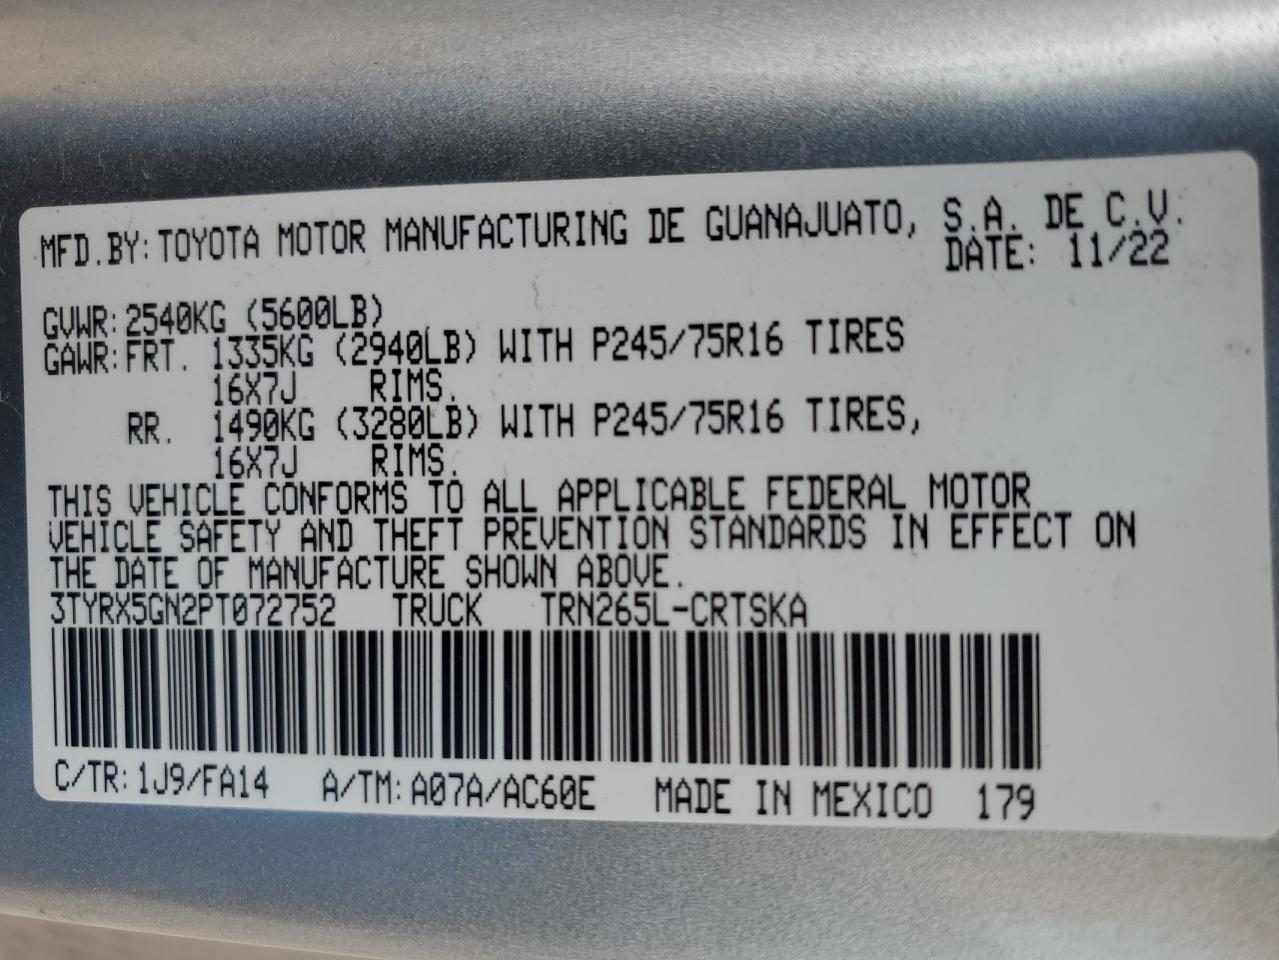 MFD.BY:TOYOTA MOTOR MANUFACTURING DE GUANAJUATO, S.A. DE C.V.
DATE: 11/22
GVWR:2540KG (5600LB)
GAWR:FRT. 1335KG (2940LB) WITH P245/75R16 TIRES
16X7J RIMS.
RR. 1490KG (3280LB) WITH P245/75R16 TIRES,
16X7J RIMS.
THIS VEHICLE CONFORMS TO ALL APPLICABLE FEDERAL MOTOR
VEHICLE SAFETY AND THEFT PREVENTION STANDARDS IN EFFECT ON
THE DATE OF MANUFACTURE SHOWN ABOVE.
3TYRX5GN2PT072752 TRUCK TRN265L-CRTSKA
C/TR:1J9/FA14 A/TM:A07A/AC60E MADE IN MEXICO 179